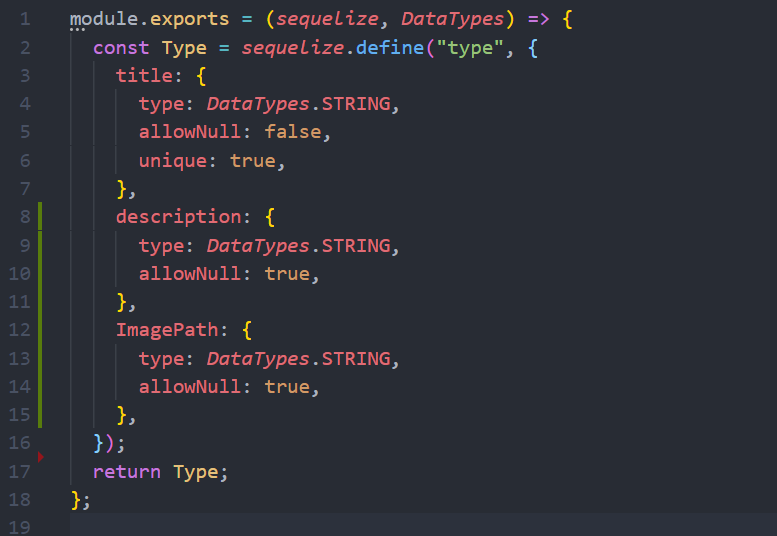 1 module.exports = (sequelize, DataTypes) => {
2   const Type = sequelize.define("type", {
3     title: {
4       type: DataTypes.STRING,
5       allowNull: false,
6       unique: true,
7     },
8     description: {
9       type: DataTypes.STRING,
10       allowNull: true,
11     },
12     ImagePath: {
13       type: DataTypes.STRING,
14       allowNull: true,
15     },
16   });
17   return Type;
18 };
19